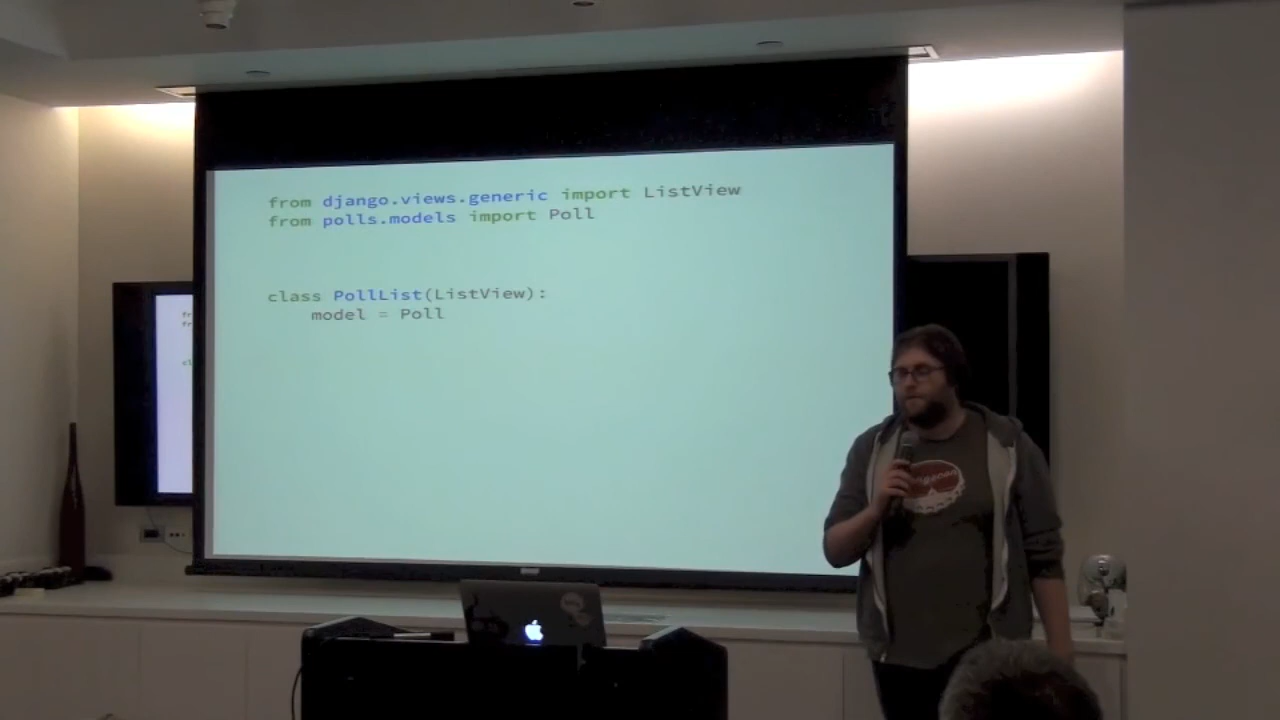 from django.views.generic import ListView
from polls.models import Poll
class PollList(ListView):
    model = Poll